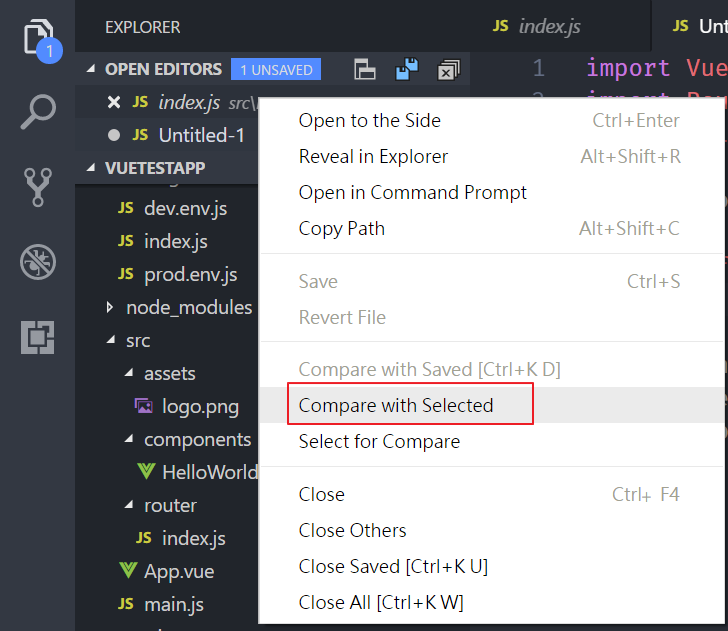 EXPLORER
JS index.js
JS Unt
1
OPEN EDITORS 1 UNSAVED
1 import Vue
JS index.js src\
JS Untitled-1
VUETESTAPP
JS dev.env.js
JS index.js
JS prod.env.js
node_modules
src
assets
logo.png
components
HelloWorld
router
JS index.js
App.vue
JS main.js
Open to the Side Ctrl+Enter
Reveal in Explorer Alt+Shift+R
Open in Command Prompt
Copy Path Alt+Shift+C
Save Ctrl+S
Revert File
Compare with Saved [Ctrl+K D]
Compare with Selected
Select for Compare
Close Ctrl+ F4
Close Others
Close Saved [Ctrl+K U]
Close All [Ctrl+K W]